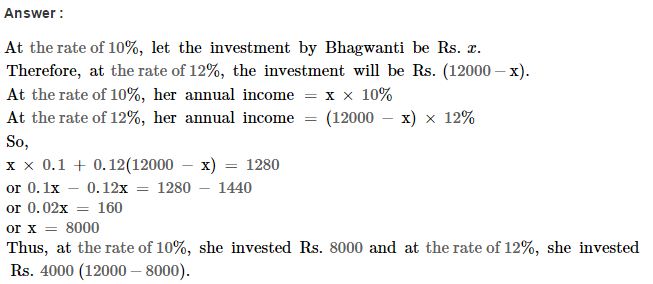 Answer :
At the rate of 10%, let the investment by Bhagwanti be Rs. x.
Therefore, at the rate of 12%, the investment will be Rs. (12000 − x).
At the rate of 10%, her annual income = x × 10%
At the rate of 12%, her annual income = (12000 − x) × 12%
So,
x × 0.1 + 0.12(12000 − x) = 1280
or 0.1x − 0.12x = 1280 − 1440
or 0.02x = 160
or x = 8000
Thus, at the rate of 10%, she invested Rs. 8000 and at the rate of 12%, she invested
Rs. 4000 (12000 − 8000).